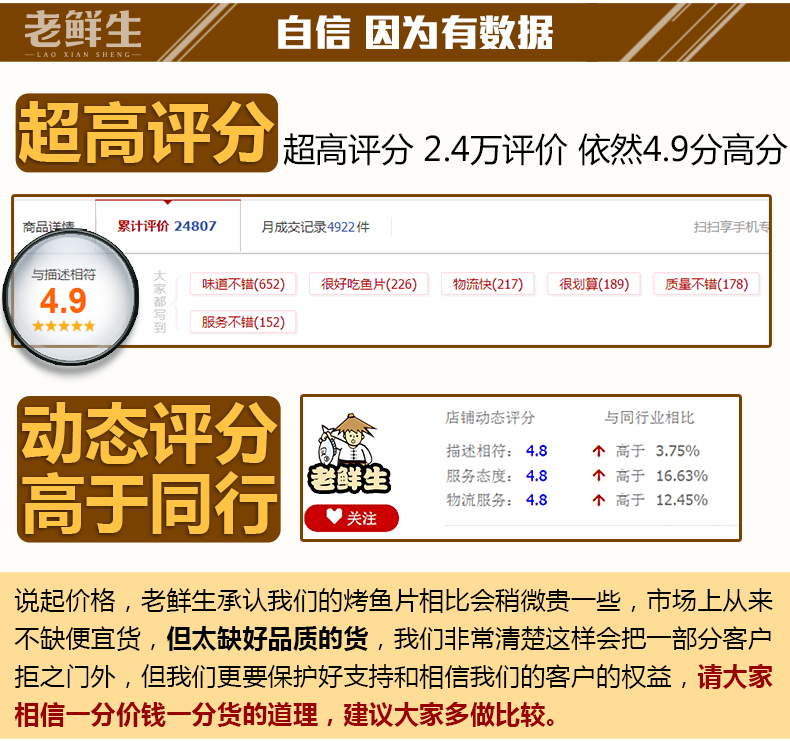 老鲜生
LAO XIAN SHENG
自信 因为有数据
超高评分
超高评分 2.4万评价 依然4.9分高分
商品详情
累计评价 24807
月成交记录4922件
扫扫享手机专
与描述相符
4.9
大家都写到
味道不错(652)
很好吃鱼片(226)
物流快(217)
很划算(189)
质量不错(178)
服务不错(152)
动态评分
高于同行
老鲜生
关注
店铺动态评分 与同行业相比
描述相符： 4.8 高于 3.75%
服务态度： 4.8 高于 16.63%
物流服务： 4.8 高于 12.45%
说起价格，老鲜生承认我们的烤鱼片相比会稍微贵一些，市场上从来
不缺便宜货，但太缺好品质的货，我们非常清楚这样会把一部分客户
拒之门外，但我们更要保护好支持和相信我们的客户的权益，请大家
相信一分价钱一分货的道理，建议大家多做比较。